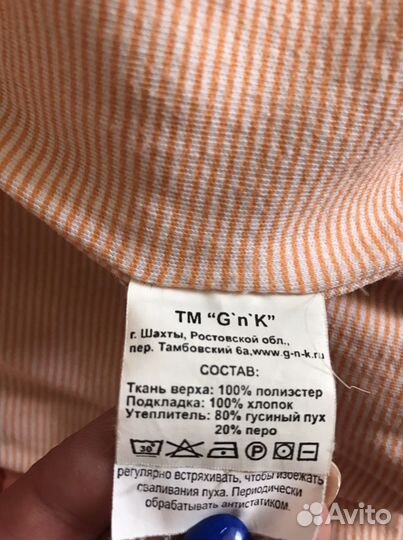 ТМ "G`n`K"
г. Шахты, Ростовской обл.,
пер. Тамбовский 6а,www.g-n-k.ru
СОСТАВ:
Ткань верха: 100% полиэстер
Подкладка: 100% хлопок
Утеплитель: 80% гусиный пух
20% перо
30 P
регулярно встряхивать, чтобы избежать
сваливания пуха. Периодически
обрабатывать антистатиком.
Avito